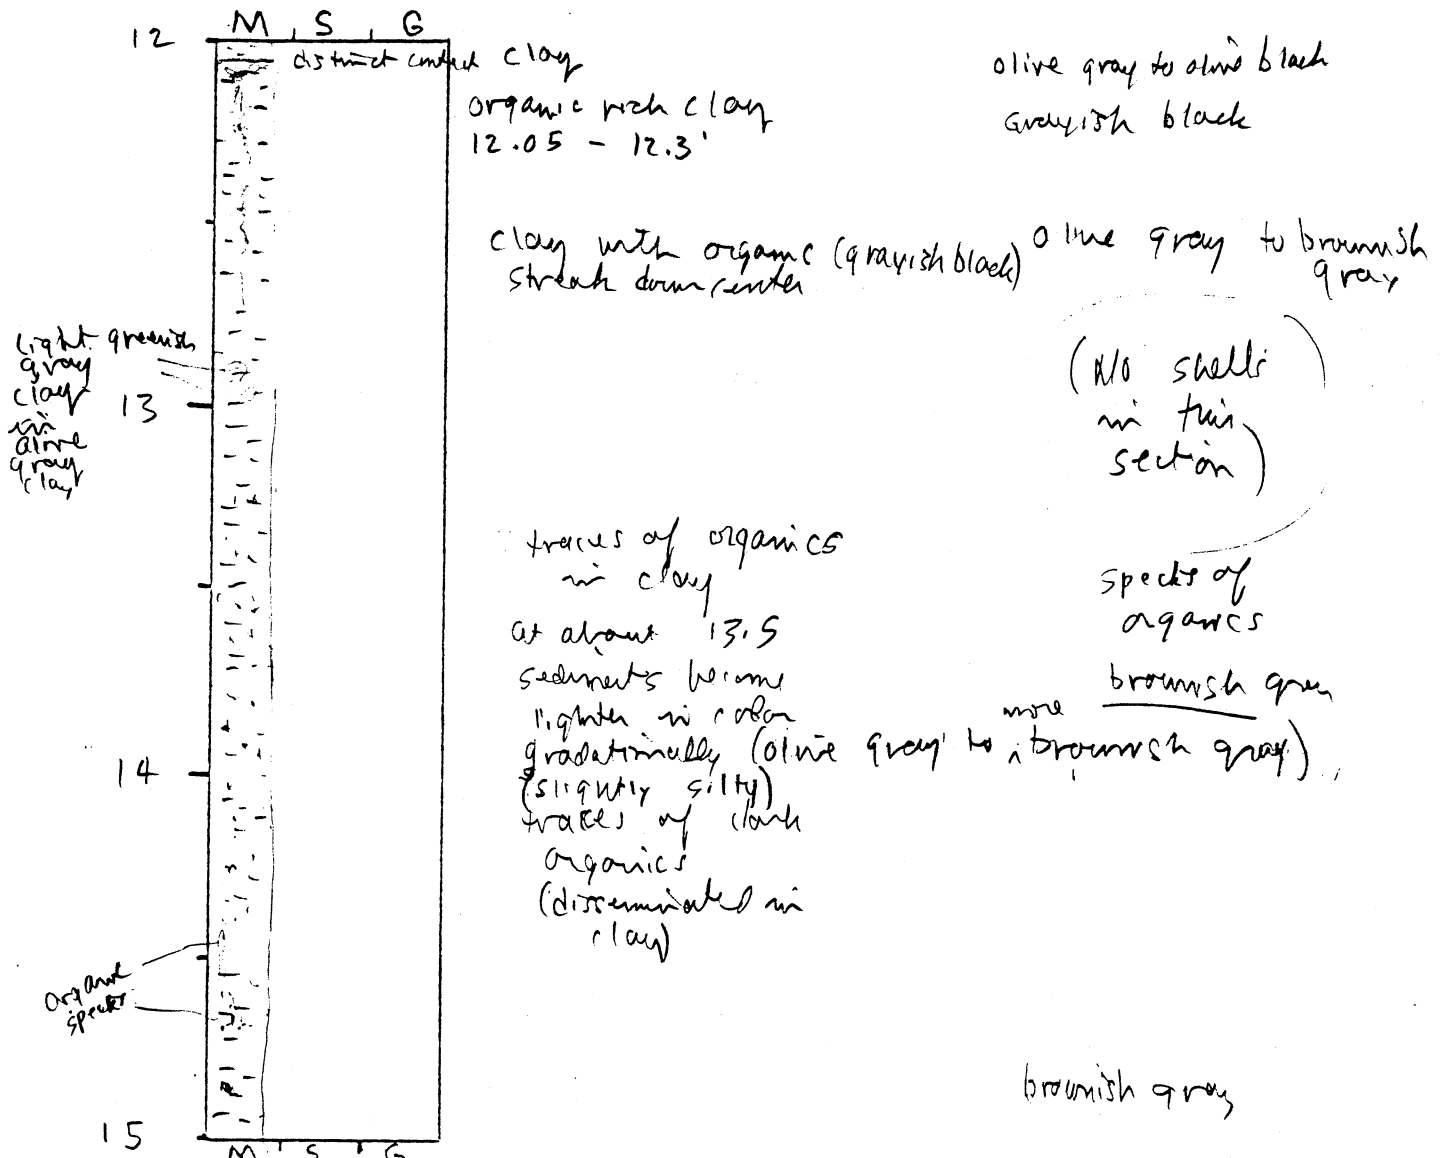 M S G
12
distinct contact clay
olive gray to olive black
organic rich clay
grayish black
12.05 - 12.3'
clay with organic (grayish black)
streak down center
olive gray to brownish
gray
light greenish
gray
clay
in
olive
gray
clay
13
(No shells
in this
section)
traces of organics
in clay
specks of
organics
at about 13.5
sediments become
lighter in color
gradationally (olive gray to more brownish gray)
brownish gray
14
(slightly silty)
traces of dark
organics
(disseminated in
clay)
organic
specks
brownish gray
15
M S G